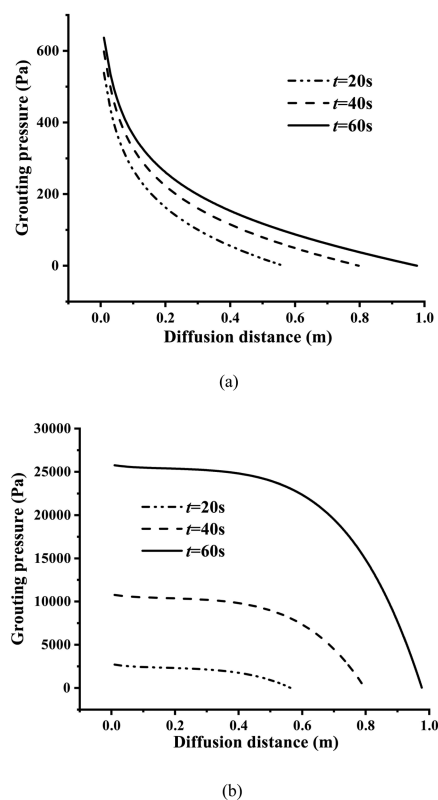 600
400
200
0
Grouting pressure (Pa)
t=20s
t=40s
t=60s
0.0 0.2 0.4 0.6 0.8 1.0
Diffusion distance (m)
(a)
30000
25000
20000
15000
10000
5000
0
Grouting pressure (Pa)
t=20s
t=40s
t=60s
0.0 0.2 0.4 0.6 0.8 1.0
Diffusion distance (m)
(b)